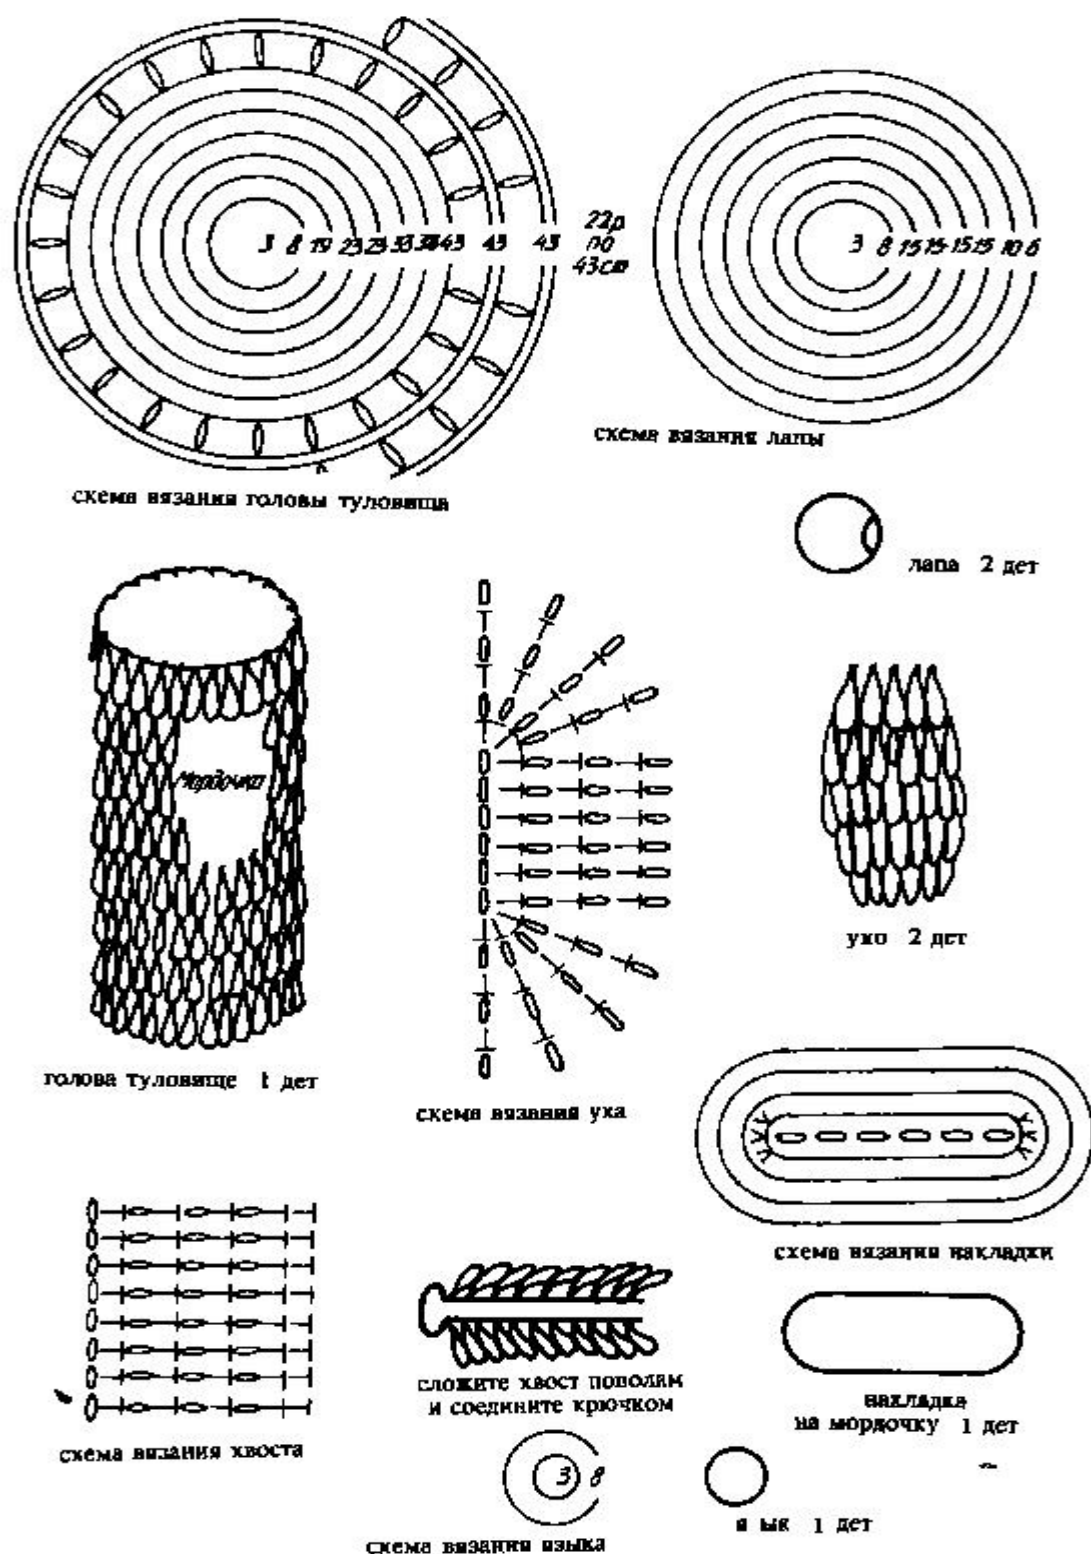 3 8 19 23 23 33 38 43 43 43
22р
по
43ст
3 8 15 15 15 15 10 6
схема вязания лапы
схема вязания головы туловища
лапа 2 дет
Мордочка
ухо 2 дет
голова туловище 1 дет
схема вязания уха
схема вязания накладки
сложите хвост пополам
и соедините крючком
накладка
на мордочку 1 дет
схема вязания хвоста
3 8
я ык 1 дет
схема вязания языка